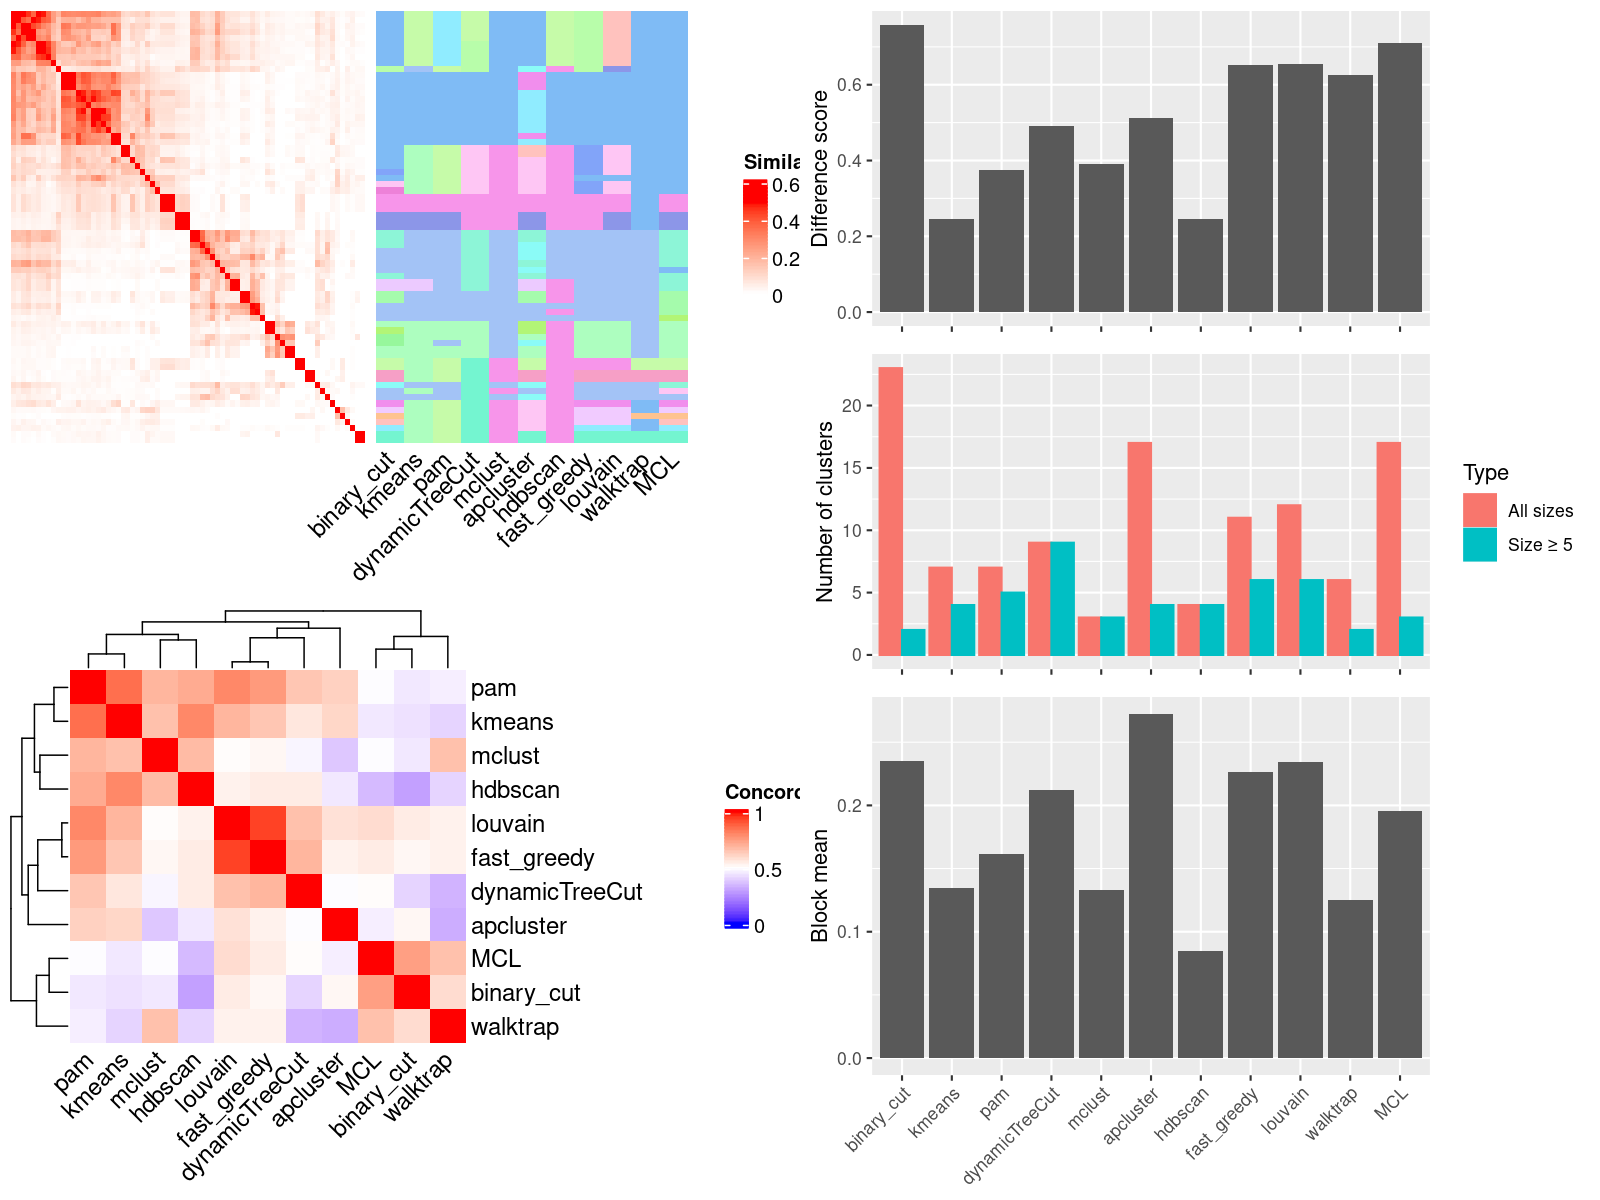 Simila
0.6
0.4
0.2
0
binary_cut
kmeans
pam
dynamicTreeCut
mclust
apcluster
hdbscan
fast_greedy
louvain
walktrap
MCL
pam
kmeans
mclust
hdbscan
louvain
fast_greedy
dynamicTreeCut
apcluster
MCL
binary_cut
walktrap
Concord
1
0.5
0
pam
kmeans
mclust
hdbscan
louvain
fast_greedy
dynamicTreeCut
apcluster
MCL
binary_cut
walktrap
Difference score
0.6
0.4
0.2
0.0
Number of clusters
20
15
10
5
0
Type
All sizes
Size ≥ 5
Block mean
0.2
0.1
0.0
binary_cut
kmeans
pam
dynamicTreeCut
mclust
apcluster
hdbscan
fast_greedy
louvain
walktrap
MCL